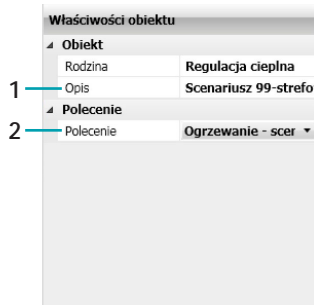 Właściwości obiektu
Obiekt
Rodzina Regulacja cieplna
1 Opis Scenariusz 99-strefo
Polecenie
2 Polecenie Ogrzewanie - scer